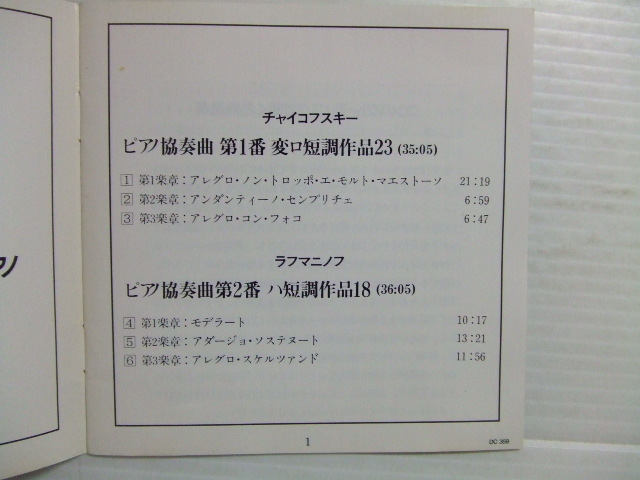 チャイコフスキー
ピアノ協奏曲 第1番 変ロ短調作品23 (35:05)
1 第1楽章：アレグロ・ノン・トロッポ・エ・モルト・マエストーソ 21:19
2 第2楽章：アンダンティーノ・センプリチェ 6:59
3 第3楽章：アレグロ・コン・フォコ 6:47
ラフマニノフ
ピアノ協奏曲第2番 ハ短調作品18 (36:05)
4 第1楽章：モデラート 10:17
5 第2楽章：アダージョ・ソステヌート 13:21
6 第3楽章：アレグロ・スケルツァンド 11:56
1
DC 359